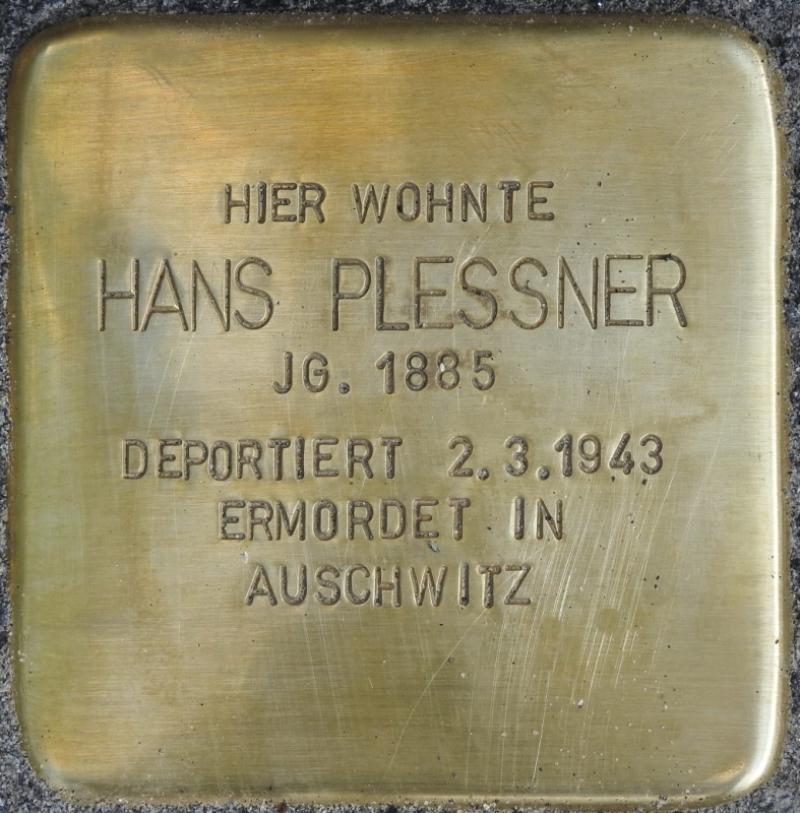 HIER WOHNTE
HANS PLESSNER
JG. 1885
DEPORTIERT 2.3.1943
ERMORDET IN
AUSCHWITZ